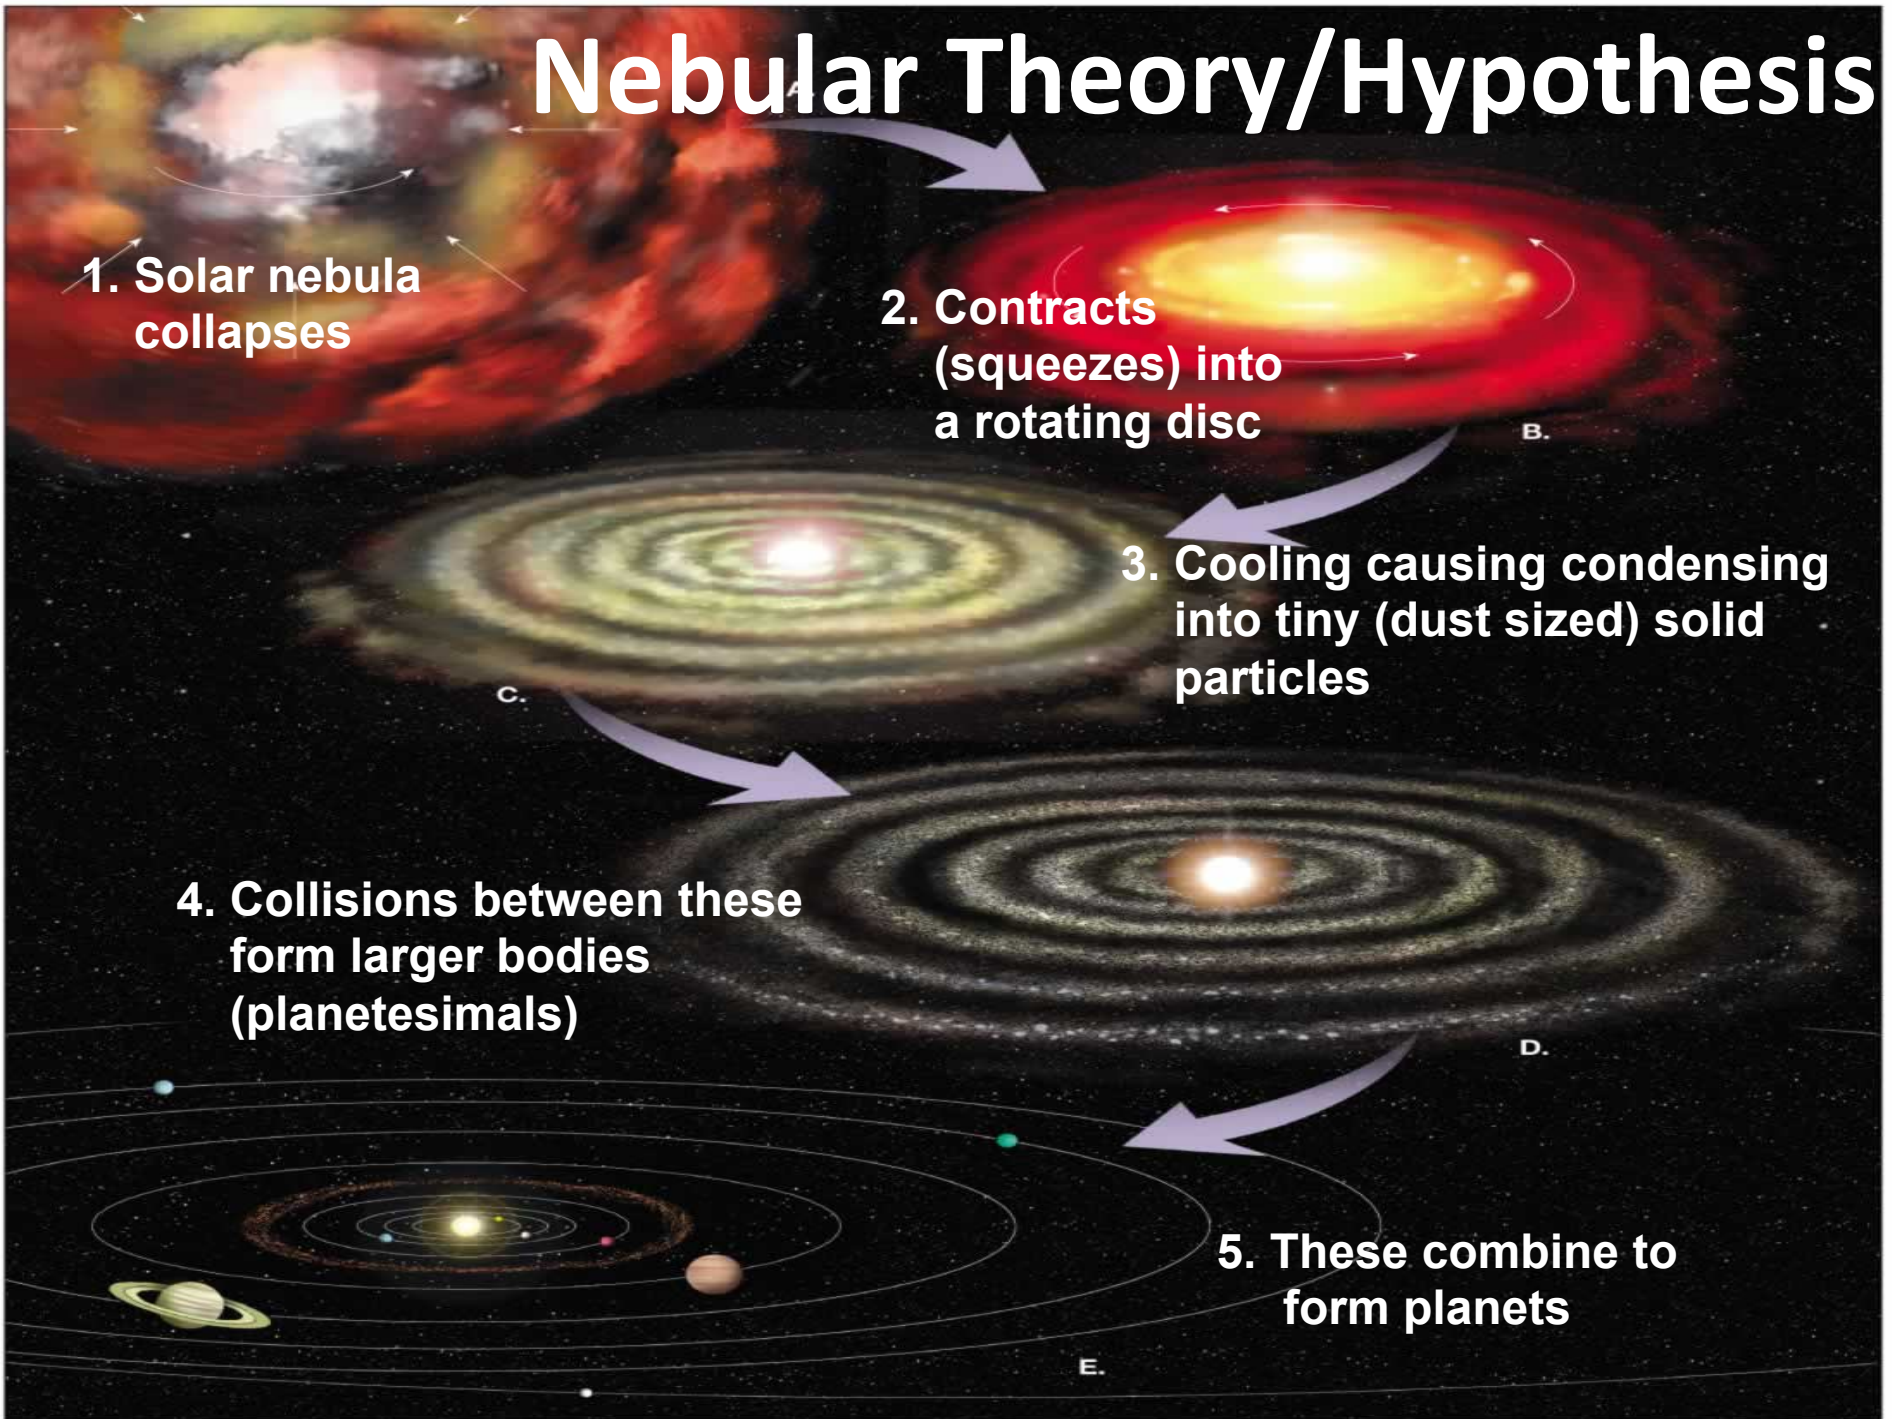 Nebular Theory/Hypothesis
A.
1. Solar nebula
collapses
2. Contracts
(squeezes) into
a rotating disc
B.
3. Cooling causing condensing
into tiny (dust sized) solid
particles
C.
4. Collisions between these
form larger bodies
(planetesimals)
D.
5. These combine to
form planets
E.